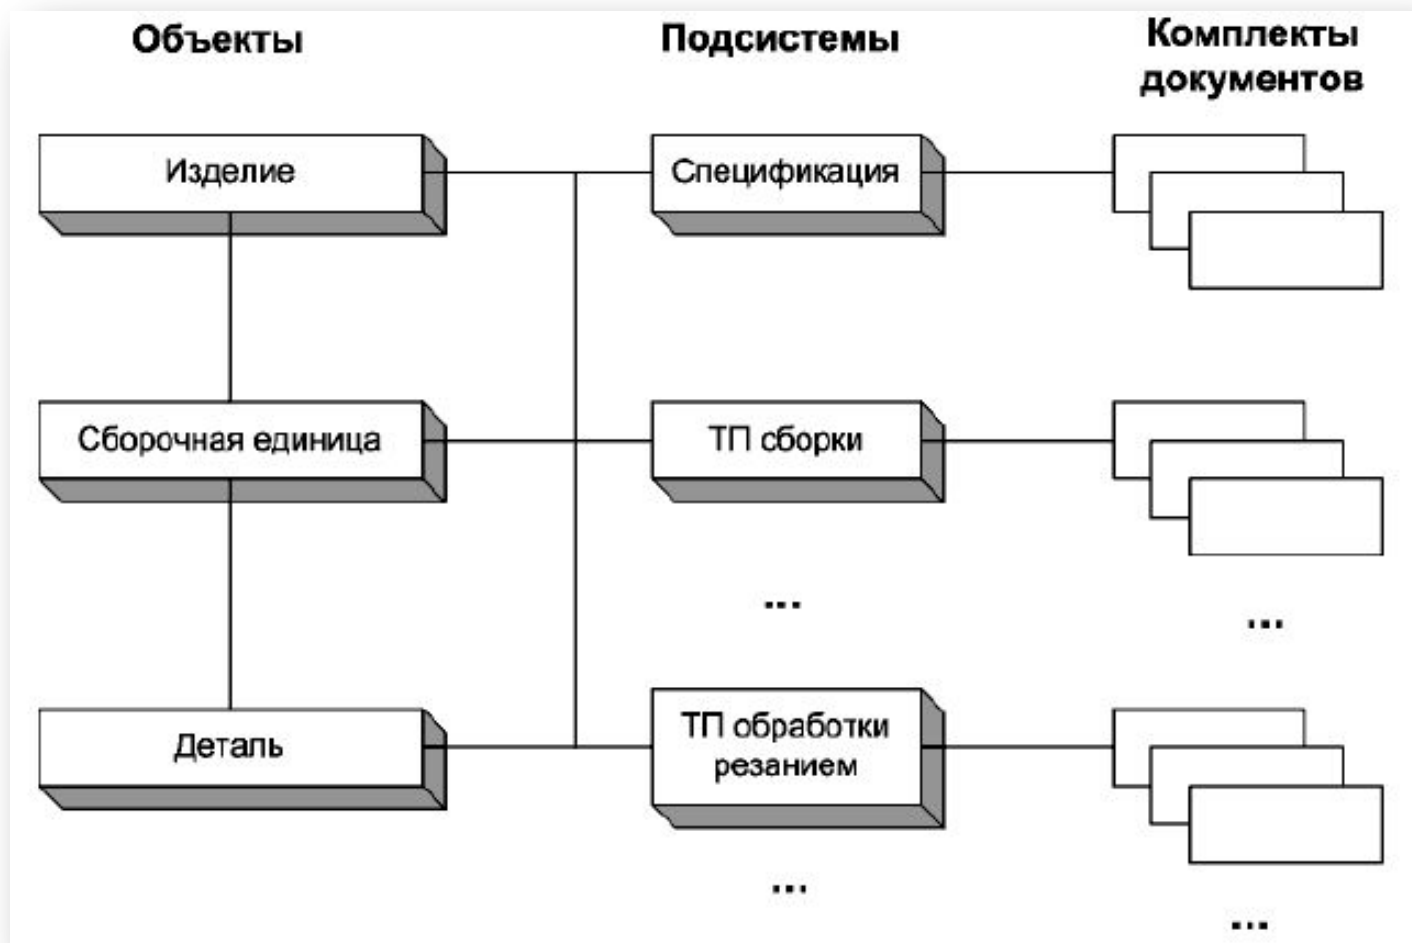 Объекты
Подсистемы
Комплекты
документов
Изделие
Спецификация
Сборочная единица
ТП сборки
...
...
Деталь
ТП обработки
резанием
...
...